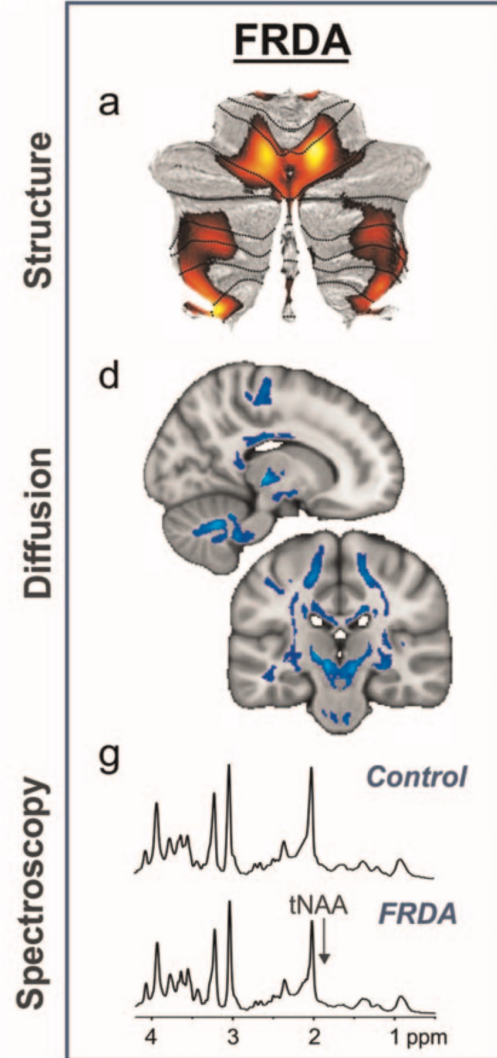 FRDA
a
Structure
d
Diffusion
g
Spectroscopy
Control
tNAA
FRDA
4 3 2 1 ppm